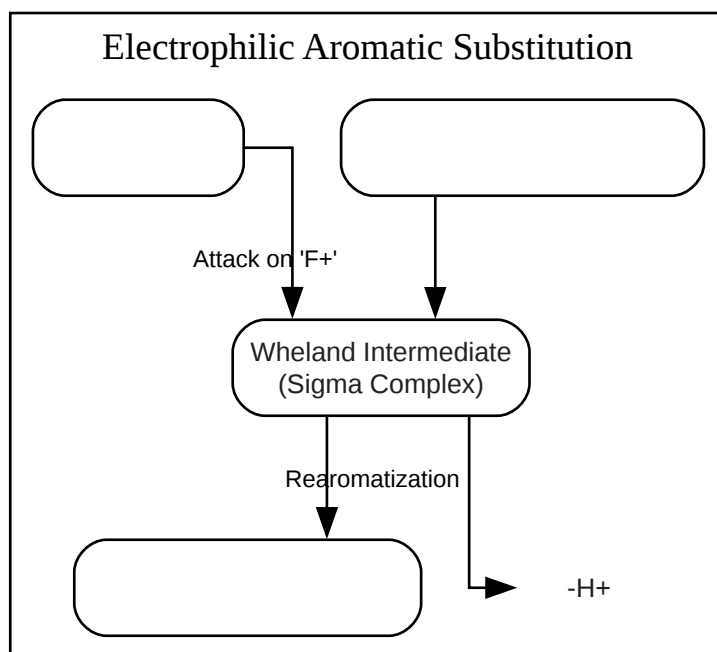 Electrophilic Aromatic Substitution
Attack on 'F+'
Wheland Intermediate
(Sigma Complex)
Rearomatization
-H+